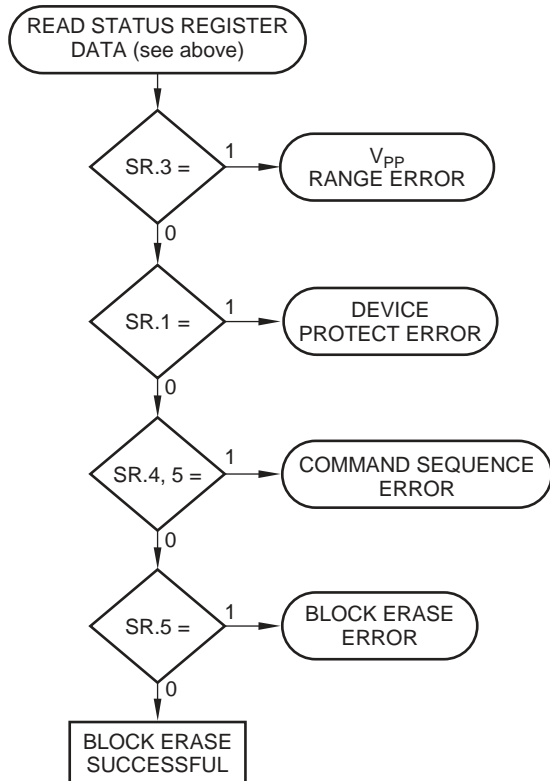 READ STATUS REGISTER
DATA (see above)
SR.3 =
1
V_PP
RANGE ERROR
0
SR.1 =
1
DEVICE
PROTECT ERROR
0
SR.4, 5 =
1
COMMAND SEQUENCE
ERROR
0
SR.5 =
1
BLOCK ERASE
ERROR
0
BLOCK ERASE
SUCCESSFUL